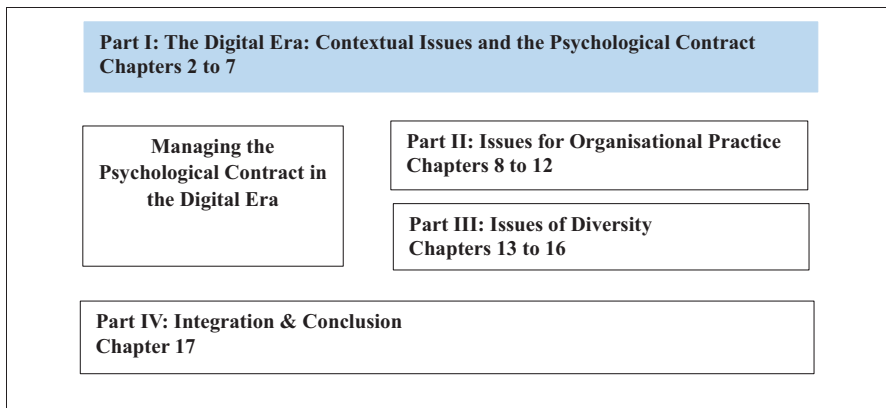 Part I: The Digital Era: Contextual Issues and the Psychological Contract
Chapters 2 to 7
Managing the
Psychological Contract in
the Digital Era
Part II: Issues for Organisational Practice
Chapters 8 to 12
Part III: Issues of Diversity
Chapters 13 to 16
Part IV: Integration & Conclusion
Chapter 17